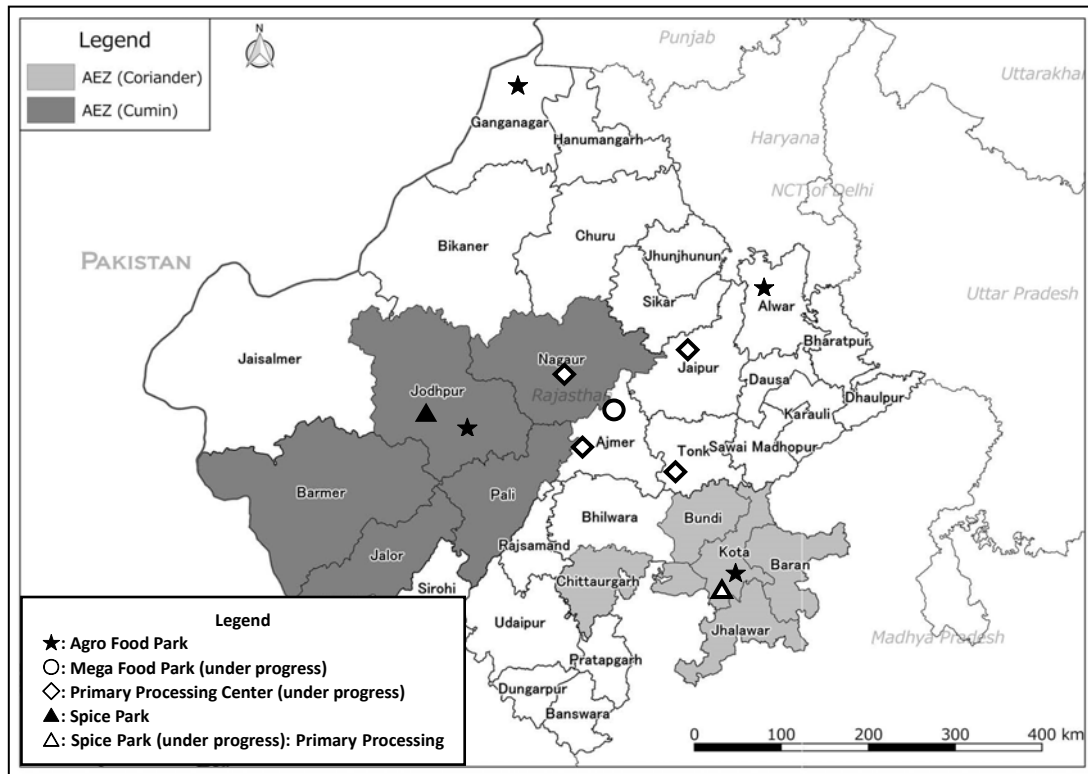 Legend
AEZ (Coriander)
AEZ (Cumin)
N
Punjab
Uttarakhan
Ganganagar
Hanumangarh
Haryana
NCT of Delhi
PAKISTAN
Bikaner
Churu
Jhunjhunun
Sikar
Alwar
Uttar Pradesh
Jaisalmer
Nagaur
Jaipur
Bharatpur
Rajasthan
Jodhpur
Dausa
Dhaulpur
Karauli
Ajmer
Tonk
Sawai Madhopur
Barmer
Pali
Bhilwara
Bundi
Jalor
Rajsamand
Kota
Baran
Sirohi
Chittaurgarh
Udaipur
Jhalawar
Madhya Pradesh
Pratapgarh
Dungarpur
Banswara
Legend
★: Agro Food Park
○: Mega Food Park (under progress)
◇: Primary Processing Center (under progress)
▲: Spice Park
△: Spice Park (under progress): Primary Processing
0 100 200 300 400 km